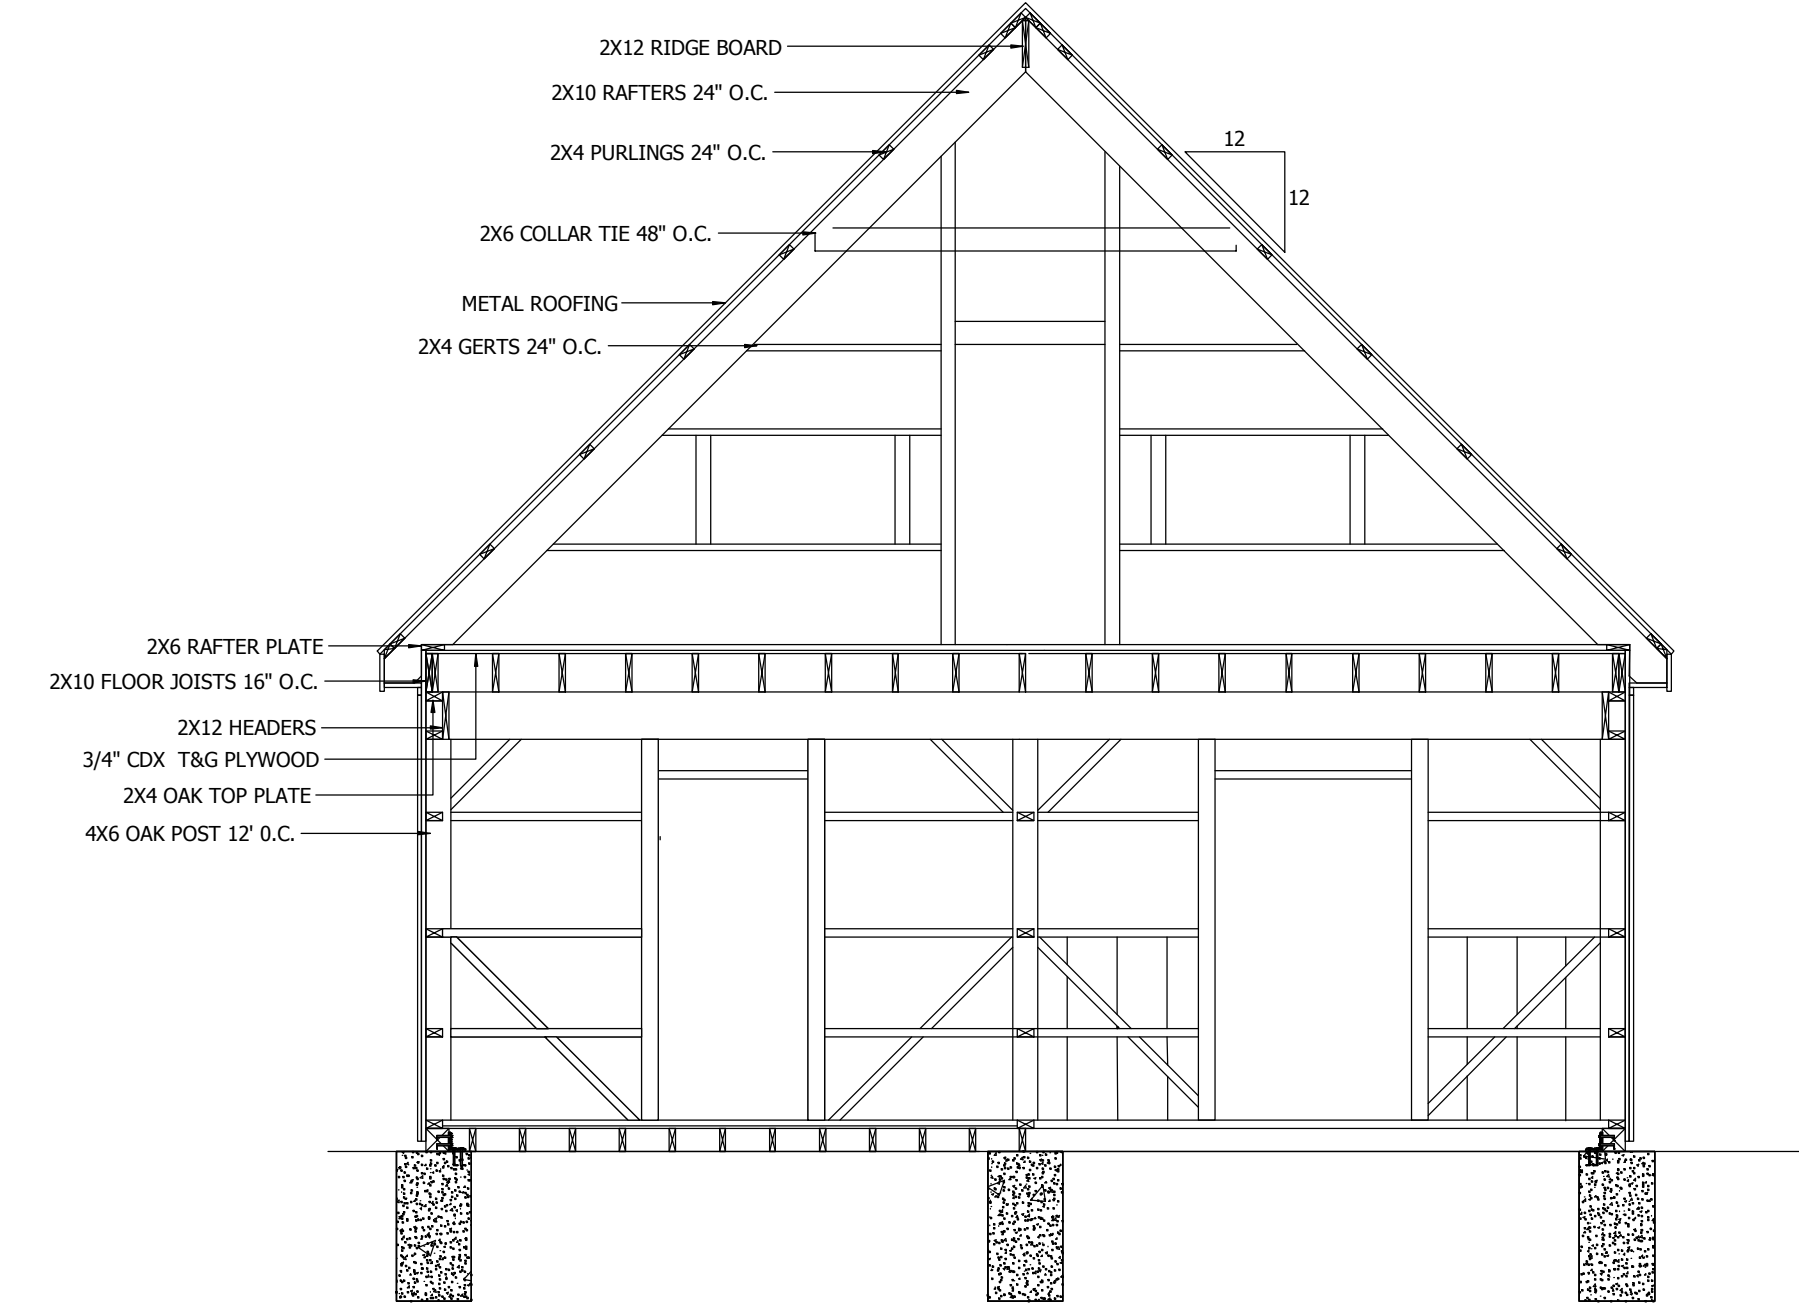 2X12 RIDGE BOARD
2X10 RAFTERS 24" O.C.
12
2X4 PURLINGS 24" O.C.
12
2X6 COLLAR TIE 48" O.C.
METAL ROOFING
2X4 GERTS 24" O.C.
2X6 RAFTER PLATE
2X10 FLOOR JOISTS 16" O.C.
2X12 HEADERS
3/4" CDX T&G PLYWOOD
2X4 OAK TOP PLATE
4X6 OAK POST 12' 0.C.